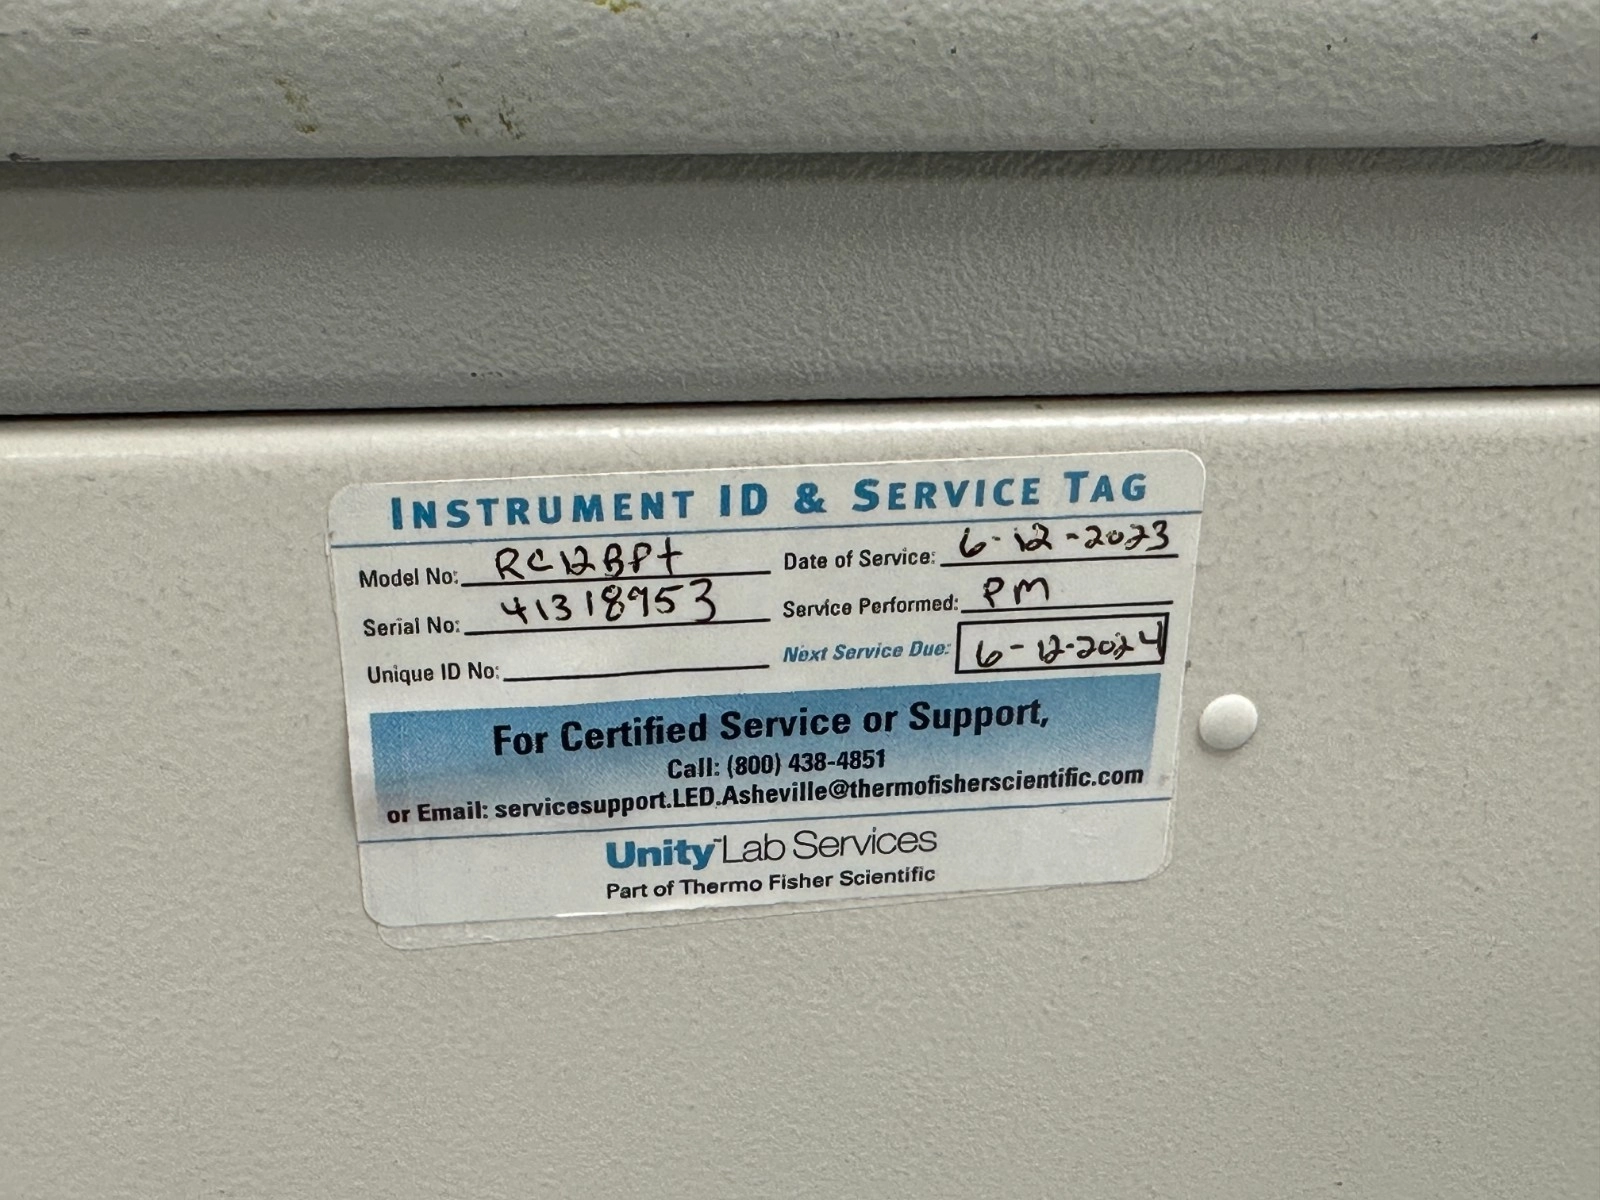 INSTRUMENT ID & SERVICE TAG
Model No: RC12BP+
Date of Service: 6-12-2023
Serial No: 41318953
Service Performed: PM
Unique ID No:
Next Service Due: 6-12-2024
For Certified Service or Support,
Call: (800) 438-4851
or Email: servicesupport.LED.Asheville@thermofisherscientific.com
Unity™ Lab Services
Part of Thermo Fisher Scientific